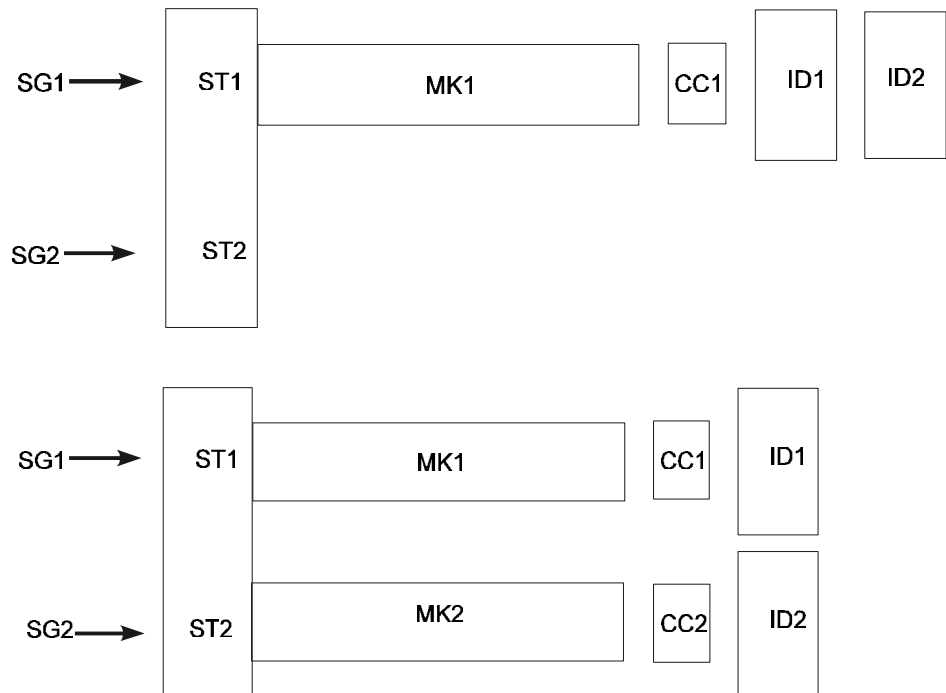 SG1 ST1 MK1 CC1 ID1 ID2
SG2 ST2
SG1 ST1 MK1 CC1 ID1
SG2 ST2 MK2 CC2 ID2